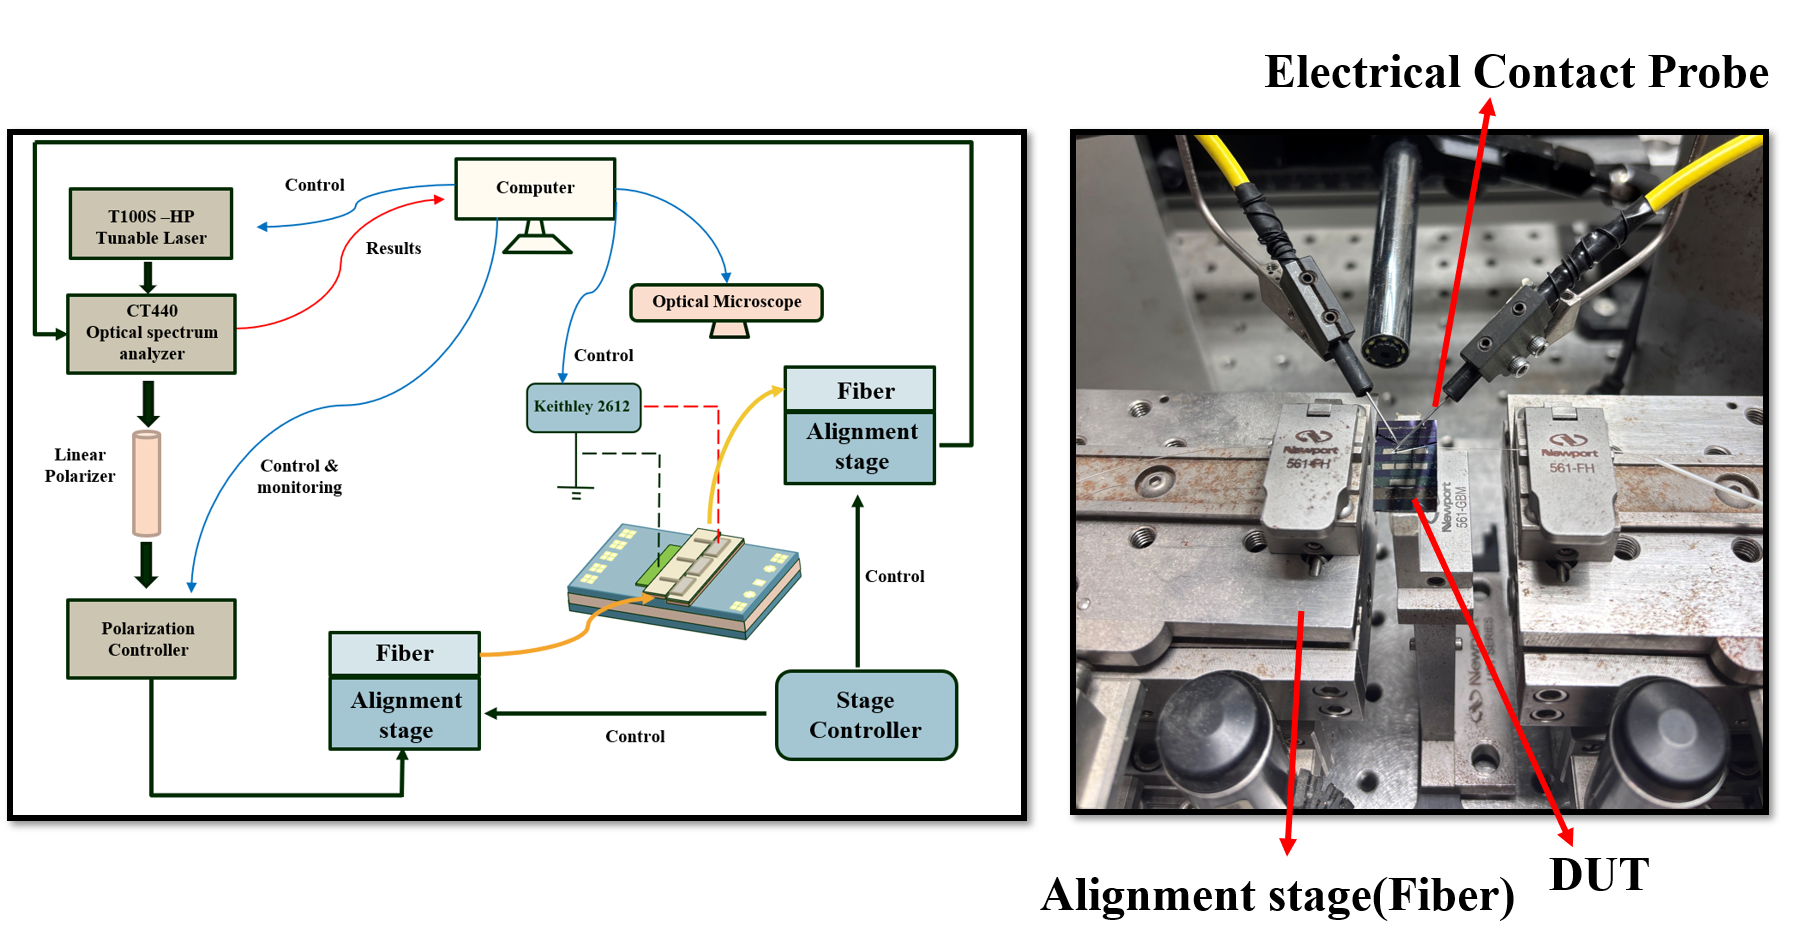 Electrical Contact Probe
Control
Computer
T100S –HP
Tunable Laser
Results
CT440
Optical spectrum
analyzer
Optical Microscope
Control
Keithley 2612
Fiber
Alignment
stage
Linear
Polarizer
Control &
monitoring
Control
Polarization
Controller
Fiber
Alignment
stage
Control
Stage
Controller
Newport
561-FH
Newport
561-FH
Newport
561-GBM
Alignment stage(Fiber)
DUT